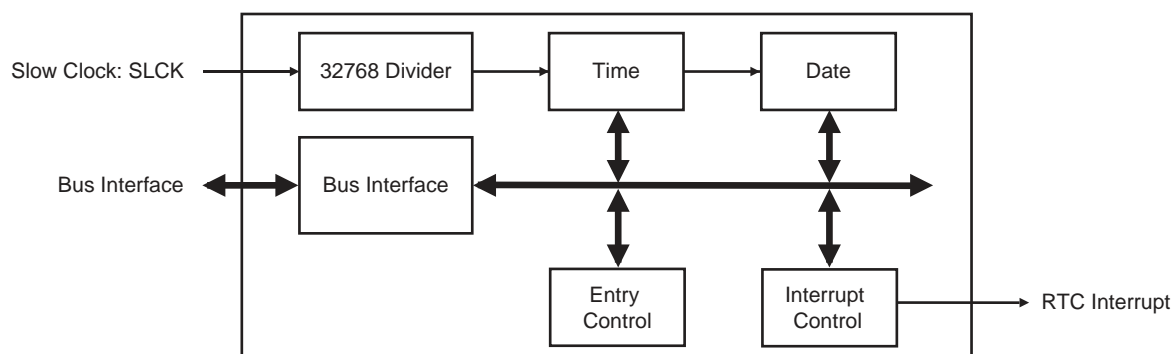 Slow Clock: SLCK
32768 Divider
Time
Date
Bus Interface
Bus Interface
Entry
Control
Interrupt
Control
RTC Interrupt